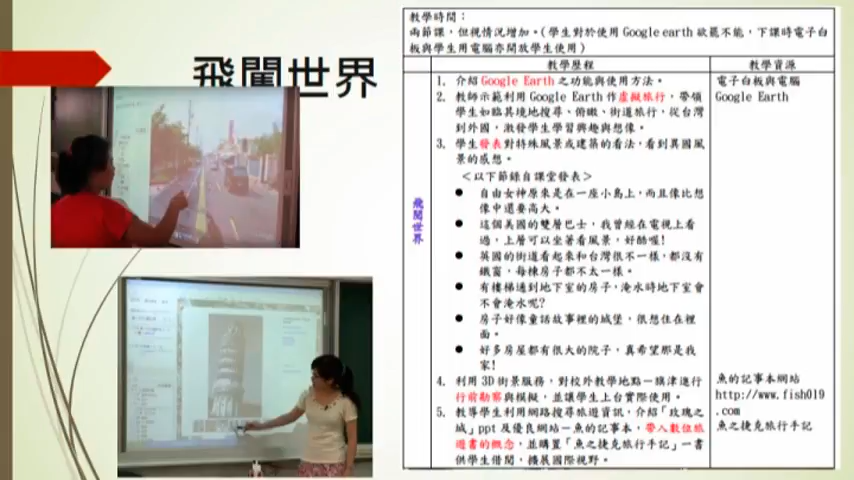 飛閱世界
教學時間：
兩節課，但視情況增加。(學生對於使用 Google earth 欲罷不能，下課時電子白
板與學生用電腦亦開放學生使用)
教學歷程
教學資源
飛閱世界
1. 介紹 Google Earth 之功能與使用方法。
2. 教師示範利用 Google Earth 作虛擬旅行，帶領
學生如臨其境地搜尋、俯瞰、街道旅行，從台灣
到外國，激發學生學習興趣與想像。
3. 學生發表對特殊風景或建築的看法，看到異國風
景的感想。
＜以下節錄自課堂發表＞
● 自由女神原來是在一座小島上，而且像比想
像中還要高大。
● 這個美國的雙層巴士，我曾經在電視上看
過，上層可以坐著看風景，好酷喔!
● 英國的街道看起來和台灣很不一樣，都沒有
鐵窗，每棟房子都不太一樣。
● 有樓梯通到地下室的房子，淹水時地下室會
不會淹水呢?
● 房子好像童話故事裡的城堡，很想住在裡
面。
● 好多房屋都有很大的院子，真希望那是我
家!
4. 利用 3D 街景服務，對校外教學地點－旗津進行
行前勘察與模擬，並讓學生上台實際使用。
5. 教導學生利用網路搜尋旅遊資訊，介紹「玫瑰之
城」ppt 及優良網站－魚的記事本，帶入數位旅
遊書的概念，並購置「魚之捷克旅行手記」一書
供學生借閱，擴展國際視野。
電子白板與電腦
Google Earth
魚的記事本網站
http://www.fish019
.com
魚之捷克旅行手記